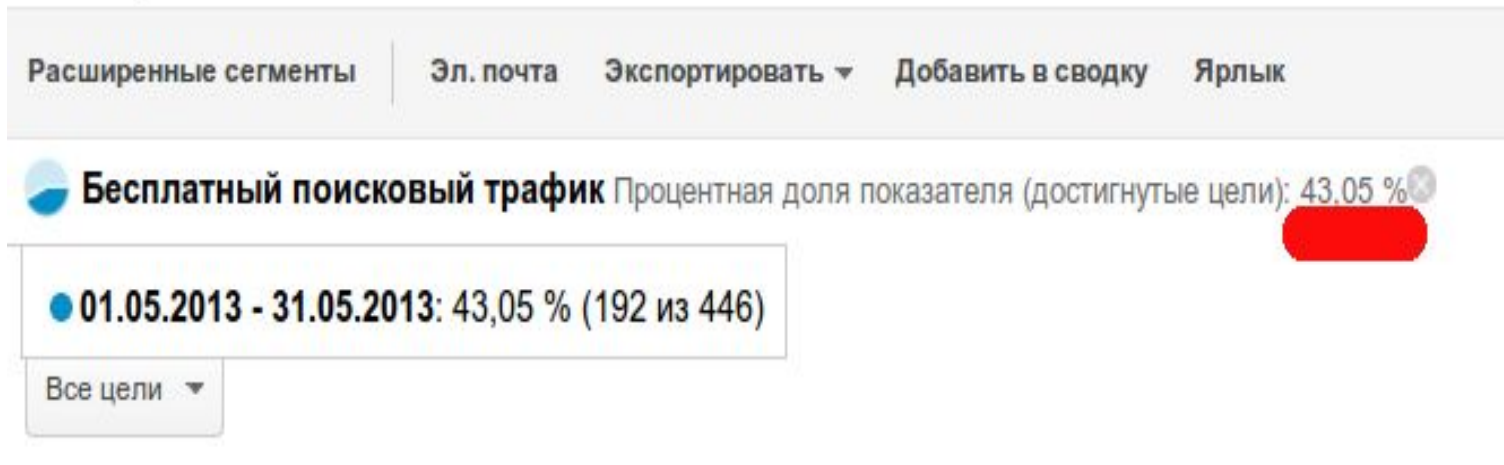 Расширенные сегменты Эл. почта Экспортировать Добавить в сводку Ярлык
Бесплатный поисковый трафик Процентная доля показателя (достигнутые цели): 43,05 %
01.05.2013 - 31.05.2013: 43,05 % (192 из 446)
Все цели